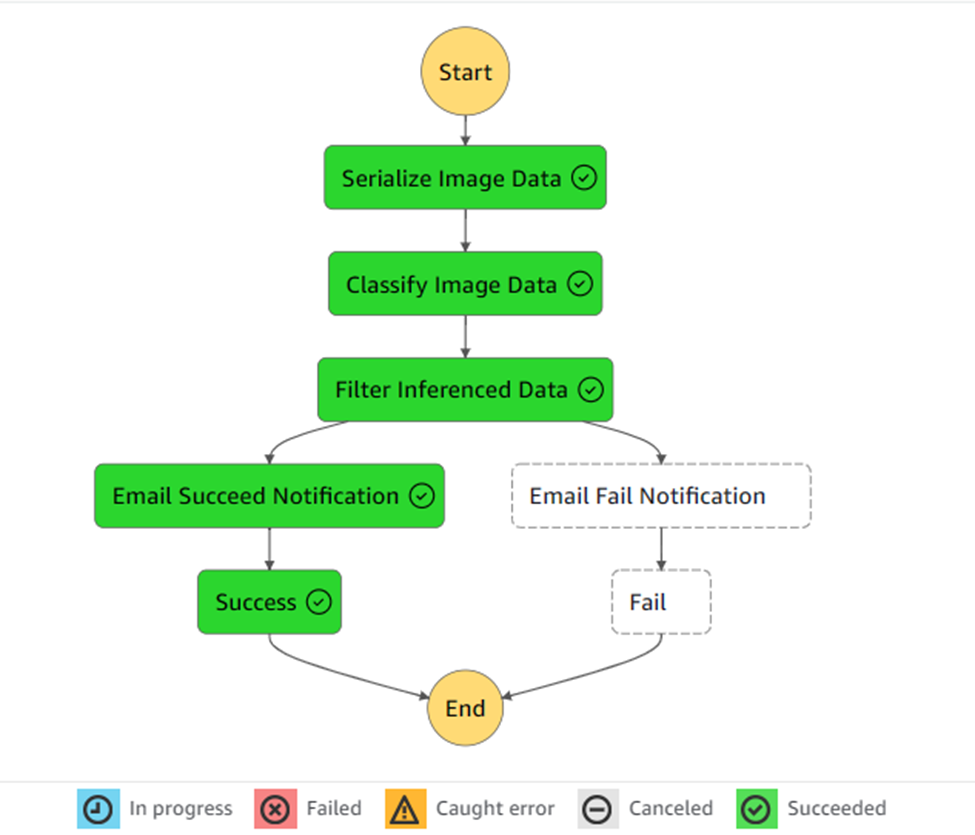 Start
Serialize Image Data
Classify Image Data
Filter Inferenced Data
Email Succeed Notification
Email Fail Notification
Success
Fail
End
In progress Failed Caught error Canceled Succeeded